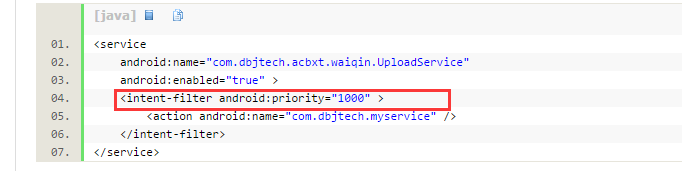 [java]
01. <service
02. android:name="com.dbjtech.acbxt.waiqin.UploadService"
03. android:enabled="true" >
04. <intent-filter android:priority="1000" >
05. <action android:name="com.dbjtech.myservice" />
06. </intent-filter>
07. </service>